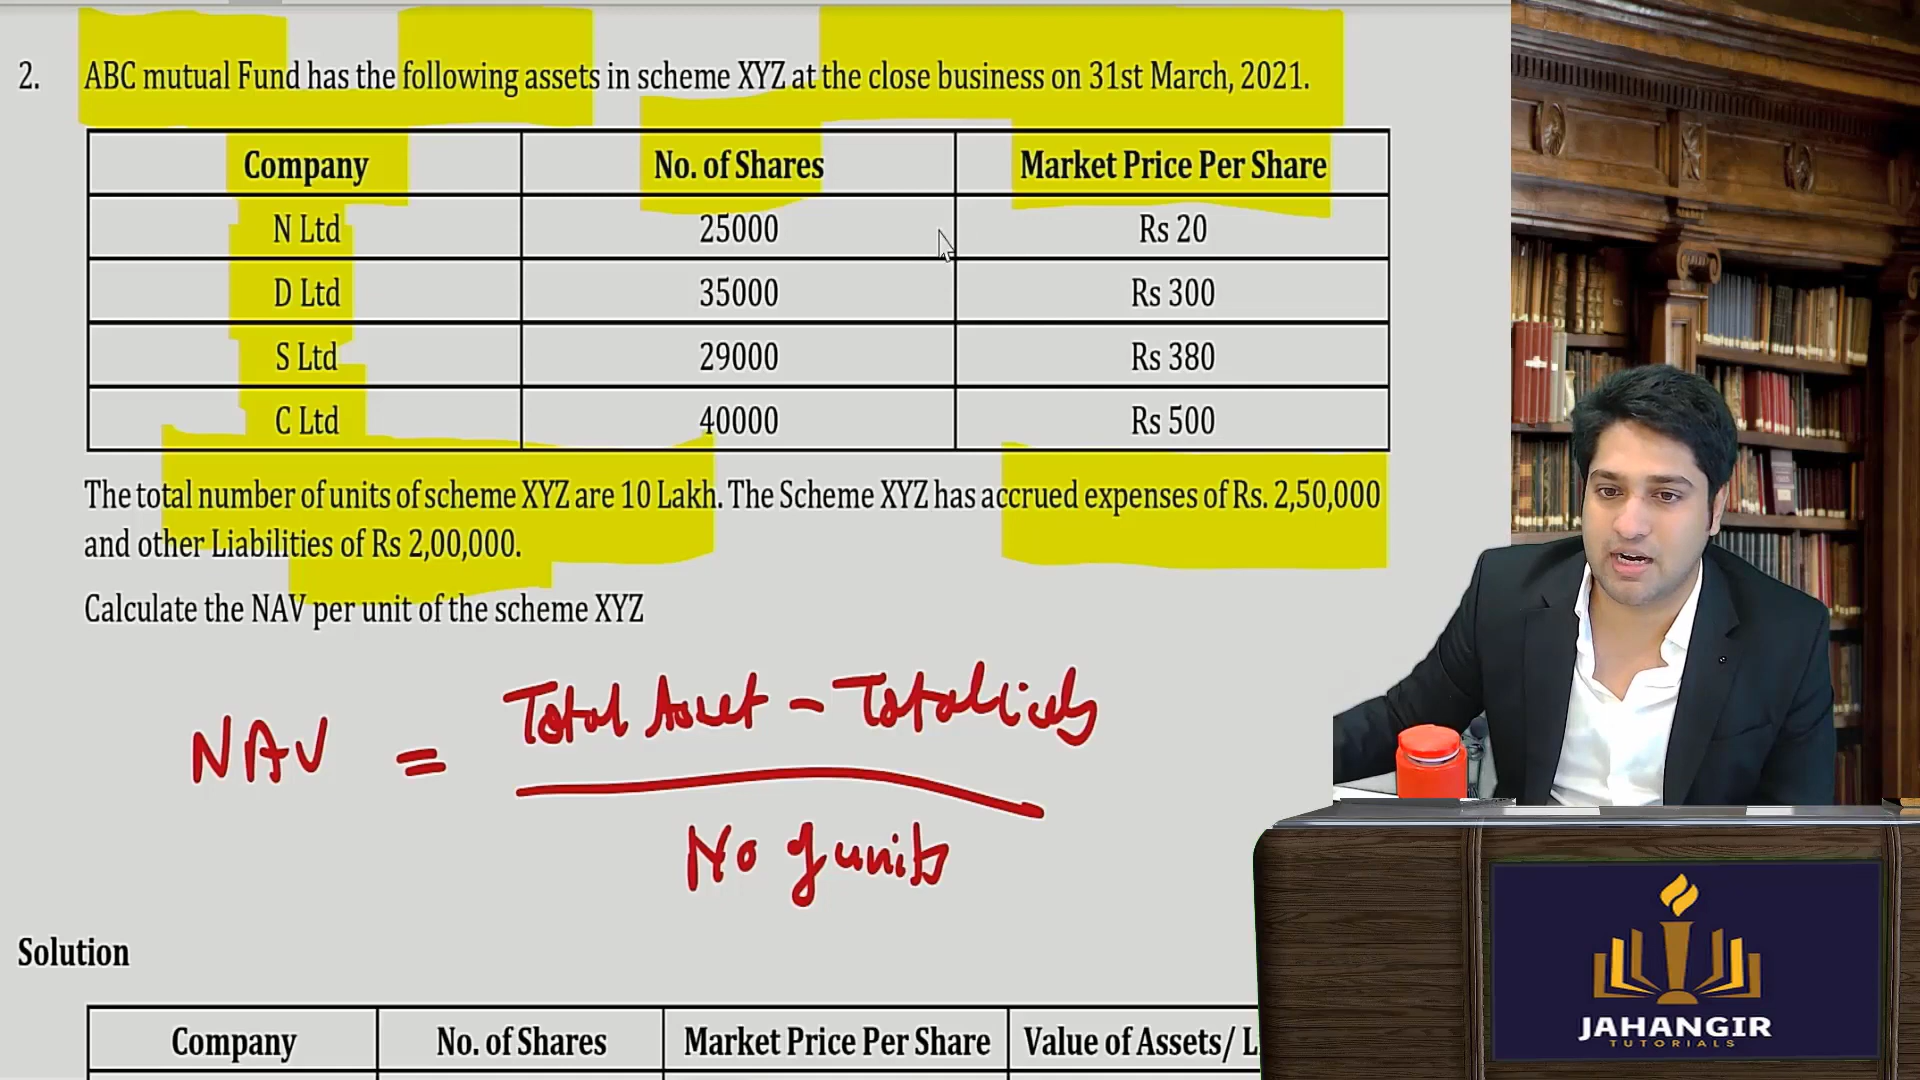 2. ABC mutual Fund has the following assets in scheme XYZ at the close business on 31st March, 2021.
Company No. of Shares Market Price Per Share
N Ltd 25000 Rs 20
D Ltd 35000 Rs 300
S Ltd 29000 Rs 380
C Ltd 40000 Rs 500
The total number of units of scheme XYZ are 10 Lakh. The Scheme XYZ has accrued expenses of Rs. 2,50,000
and other Liabilities of Rs 2,00,000.
Calculate the NAV per unit of the scheme XYZ
Total Asset - Total
NAV =
No of units
Solution
Company No. of Shares Market Price Per Share Value of Assets/ L
JAHANGIR
TUTORIALS